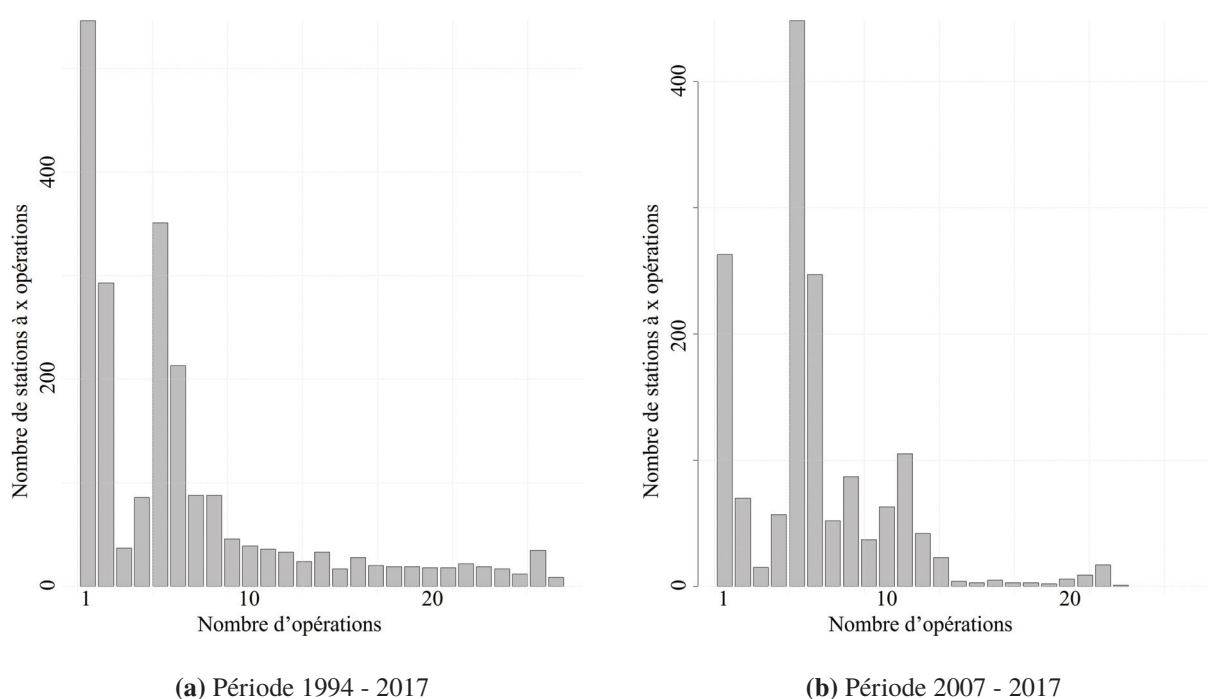 Nombre de stations à x opérations
400
200
0
1 10 20
Nombre d'opérations
(a) Période 1994 - 2017
Nombre de stations à x opérations
400
200
0
1 10 20
Nombre d'opérations
(b) Période 2007 - 2017